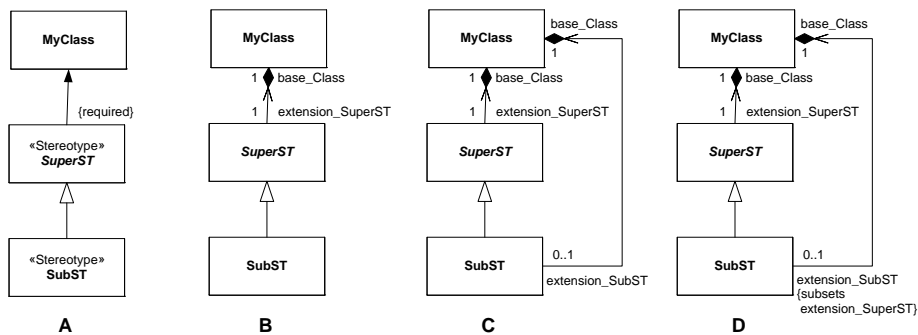 MyClass
{required}
«Stereotype»
SuperST
«Stereotype»
SubST
A
MyClass
1
base_Class
1
extension_SuperST
SuperST
SubST
B
base_Class
MyClass
1
1
base_Class
1
extension_SuperST
SuperST
0..1
SubST
extension_SubST
C
base_Class
MyClass
1
1
base_Class
1
extension_SuperST
SuperST
0..1
SubST
extension_SubST
{subsets
extension_SuperST}
D